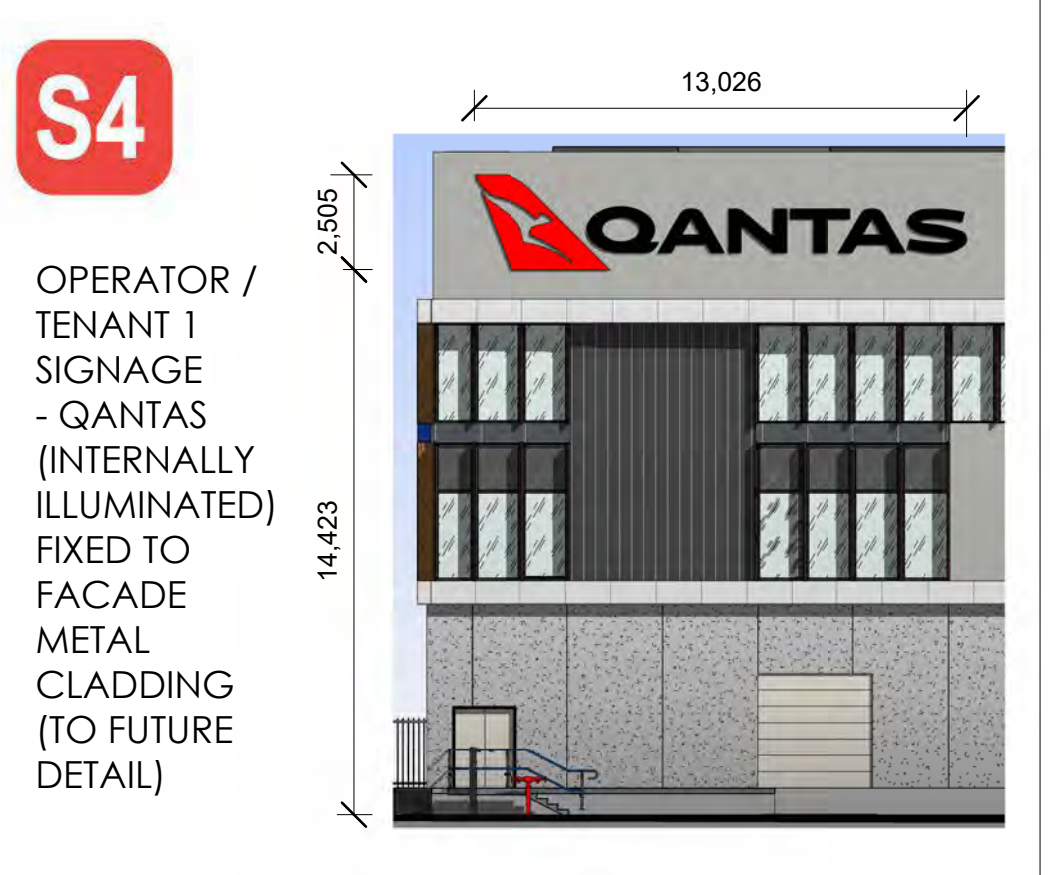 S4
13,026
2,505
QANTAS
OPERATOR /
TENANT 1
SIGNAGE
- QANTAS
(INTERNALLY
ILLUMINATED)
FIXED TO
FACADE
METAL
CLADDING
(TO FUTURE
DETAIL)
14,423